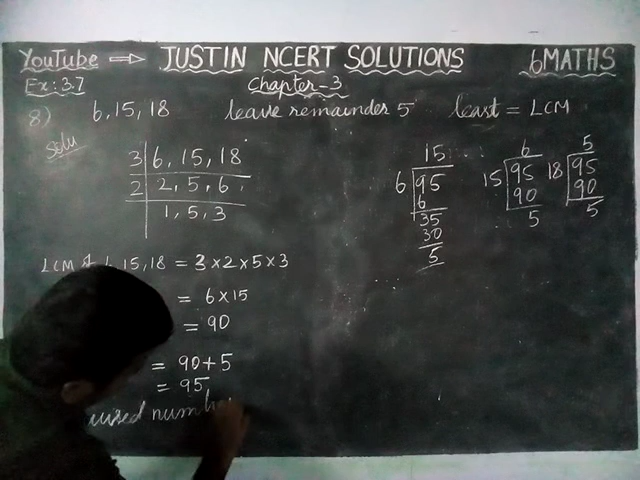 YouTube ⇒ JUSTIN NCERT SOLUTIONS 6MATHS
Ex: 3.7 Chapter-3
8) 6, 15, 18 leave remainder 5 Least = LCM
Solu
3 | 6, 15, 18
2 | 2, 5, 6,
1, 5, 3
15
6 | 95
6
35
30
5
6
15 | 95
90
5
5
18 | 95
90
5
LCM of 6, 15, 18 = 3×2×5×3
= 6×15
= 90
= 90+5
= 95